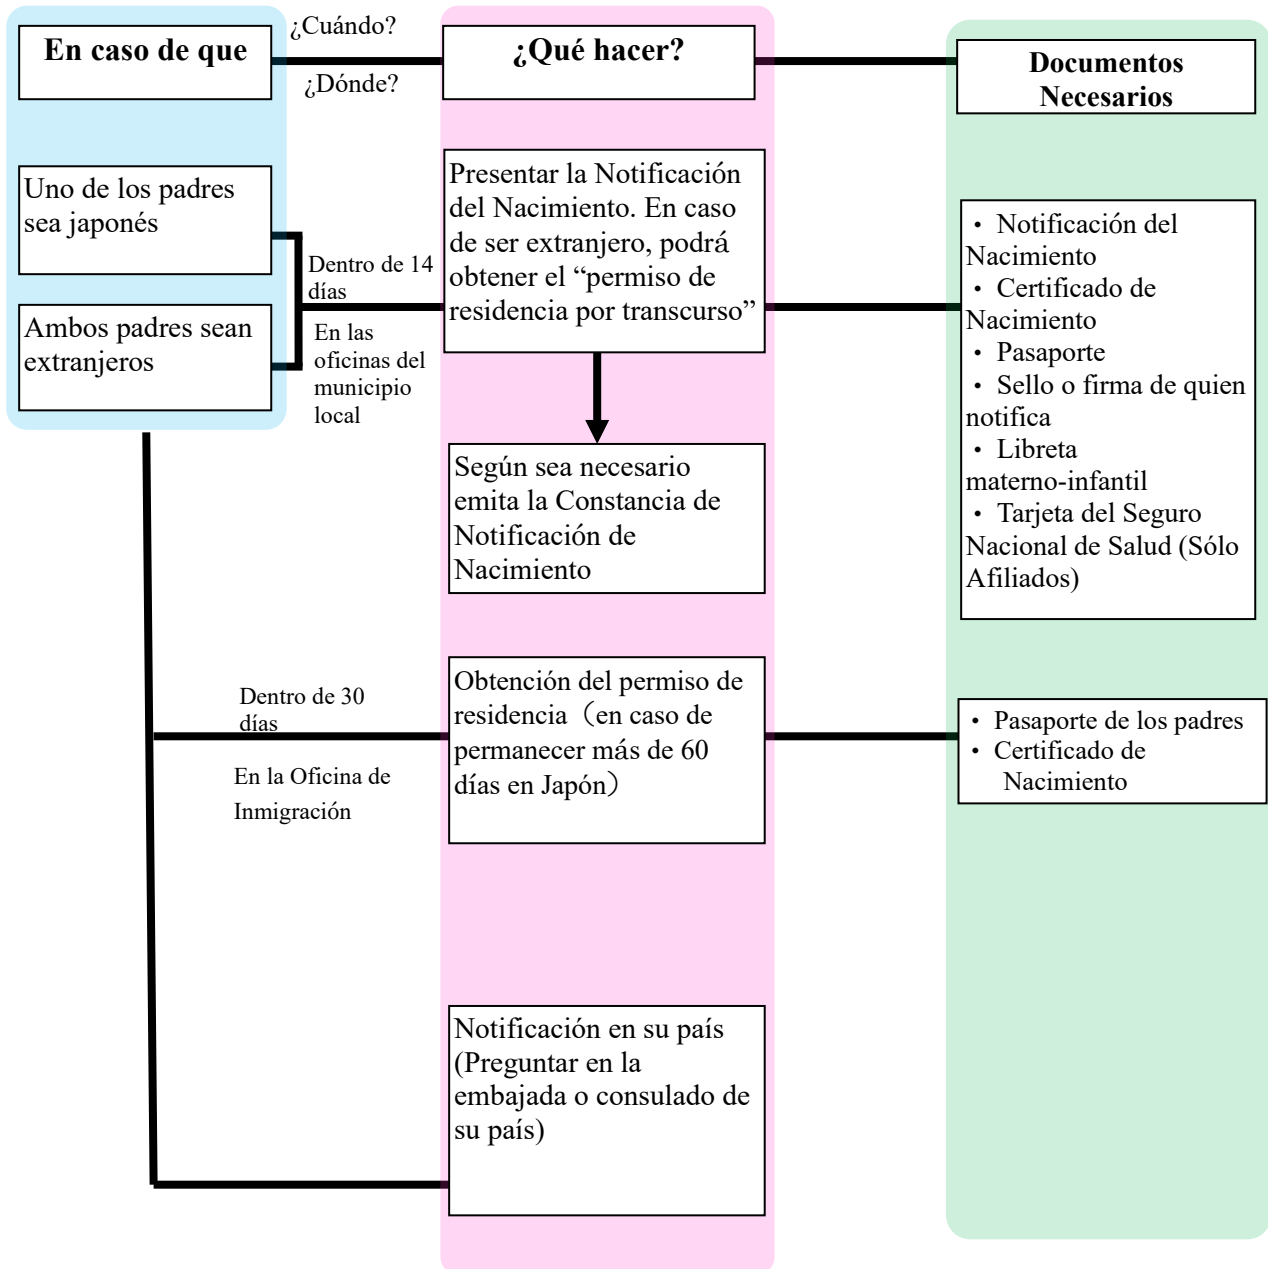 En caso de que
¿Cuándo?
¿Dónde?
¿Qué hacer?
Documentos
Necesarios
Uno de los padres
sea japonés
Ambos padres sean
extranjeros
Dentro de 14
días
En las
oficinas del
municipio
local
Presentar la Notificación
del Nacimiento. En caso
de ser extranjero, podrá
obtener el “permiso de
residencia por transcurso”
・ Notificación del
Nacimiento
・ Certificado de
Nacimiento
・ Pasaporte
・ Sello o firma de quien
notifica
・ Libreta
materno-infantil
・ Tarjeta del Seguro
Nacional de Salud (Sólo
Afiliados)
Según sea necesario
emita la Constancia de
Notificación de
Nacimiento
Dentro de 30
días
En la Oficina de
Inmigración
Obtención del permiso de
residencia（en caso de
permanecer más de 60
días en Japón）
・ Pasaporte de los padres
・ Certificado de
Nacimiento
Notificación en su país
(Preguntar en la
embajada o consulado de
su país)